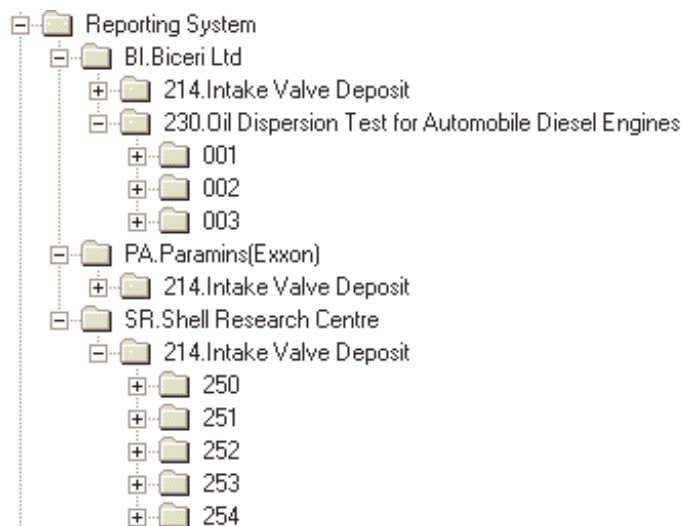 Reporting System
BI.Biceri Ltd
214.Intake Valve Deposit
230.Oil Dispersion Test for Automobile Diesel Engines
001
002
003
PA.Paramins(Exxon)
214.Intake Valve Deposit
SR.Shell Research Centre
214.Intake Valve Deposit
250
251
252
253
254